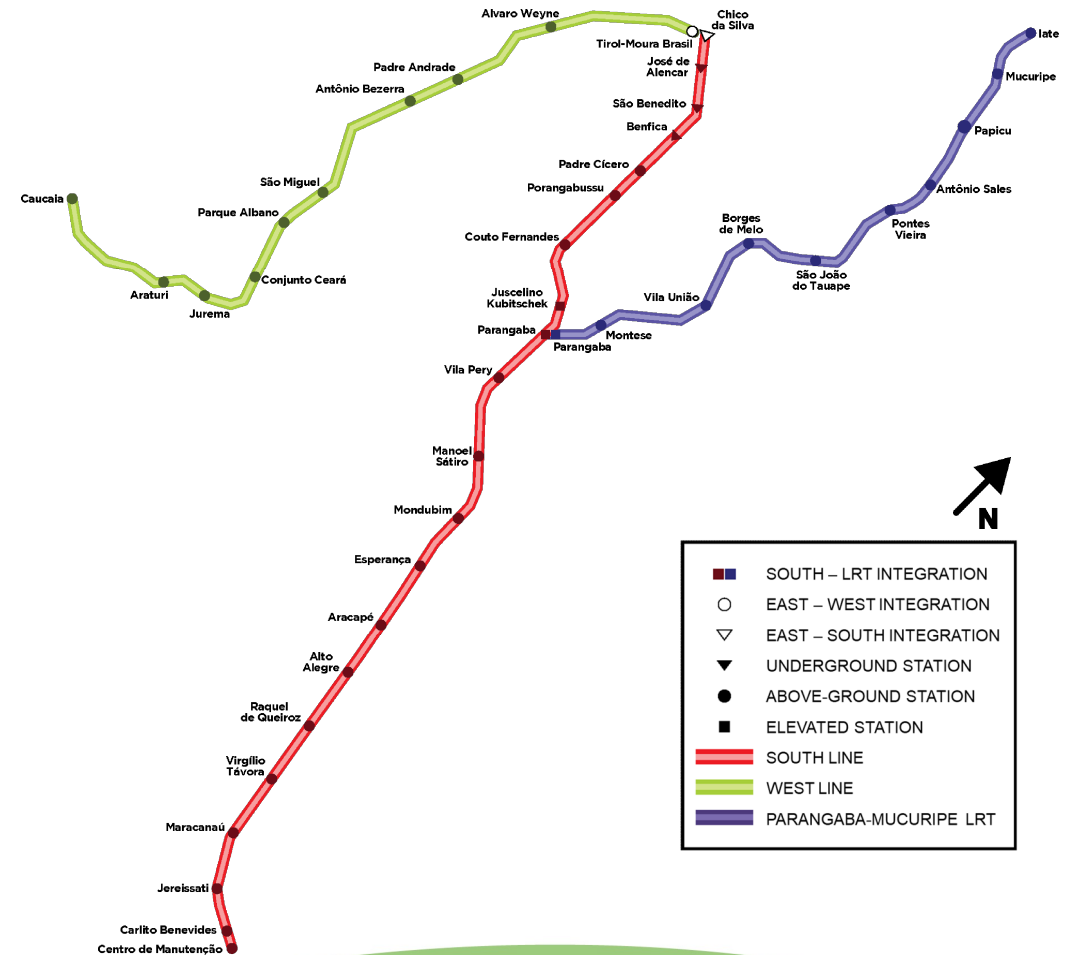 Alvaro Weyne
Chico
da Silva
Tirol-Moura Brasil
Iate
José de
Alencar
Padre Andrade
Mucuripe
Antônio Bezerra
São Benedito
Benfica
Papicu
Padre Cícero
São Miguel
Porangabussu
Antônio Sales
Caucaia
Parque Albano
Borges
de Melo
Pontes
Vieira
Couto Fernandes
Conjunto Ceará
São João
do Tauape
Araturi
Jurema
Juscelino
Kubitschek
Vila União
Parangaba
Montese
Parangaba
Vila Pery
Manoel
Sátiro
Mondubim
N
Esperança
SOUTH – LRT INTEGRATION
EAST – WEST INTEGRATION
EAST – SOUTH INTEGRATION
UNDERGROUND STATION
ABOVE-GROUND STATION
ELEVATED STATION
SOUTH LINE
WEST LINE
PARANGABA-MUCURIPE LRT
Aracapé
Alto
Alegre
Raquel
de Queiroz
Virgílio
Távora
Maracanaú
Jereissati
Carlito Benevides
Centro de Manutenção